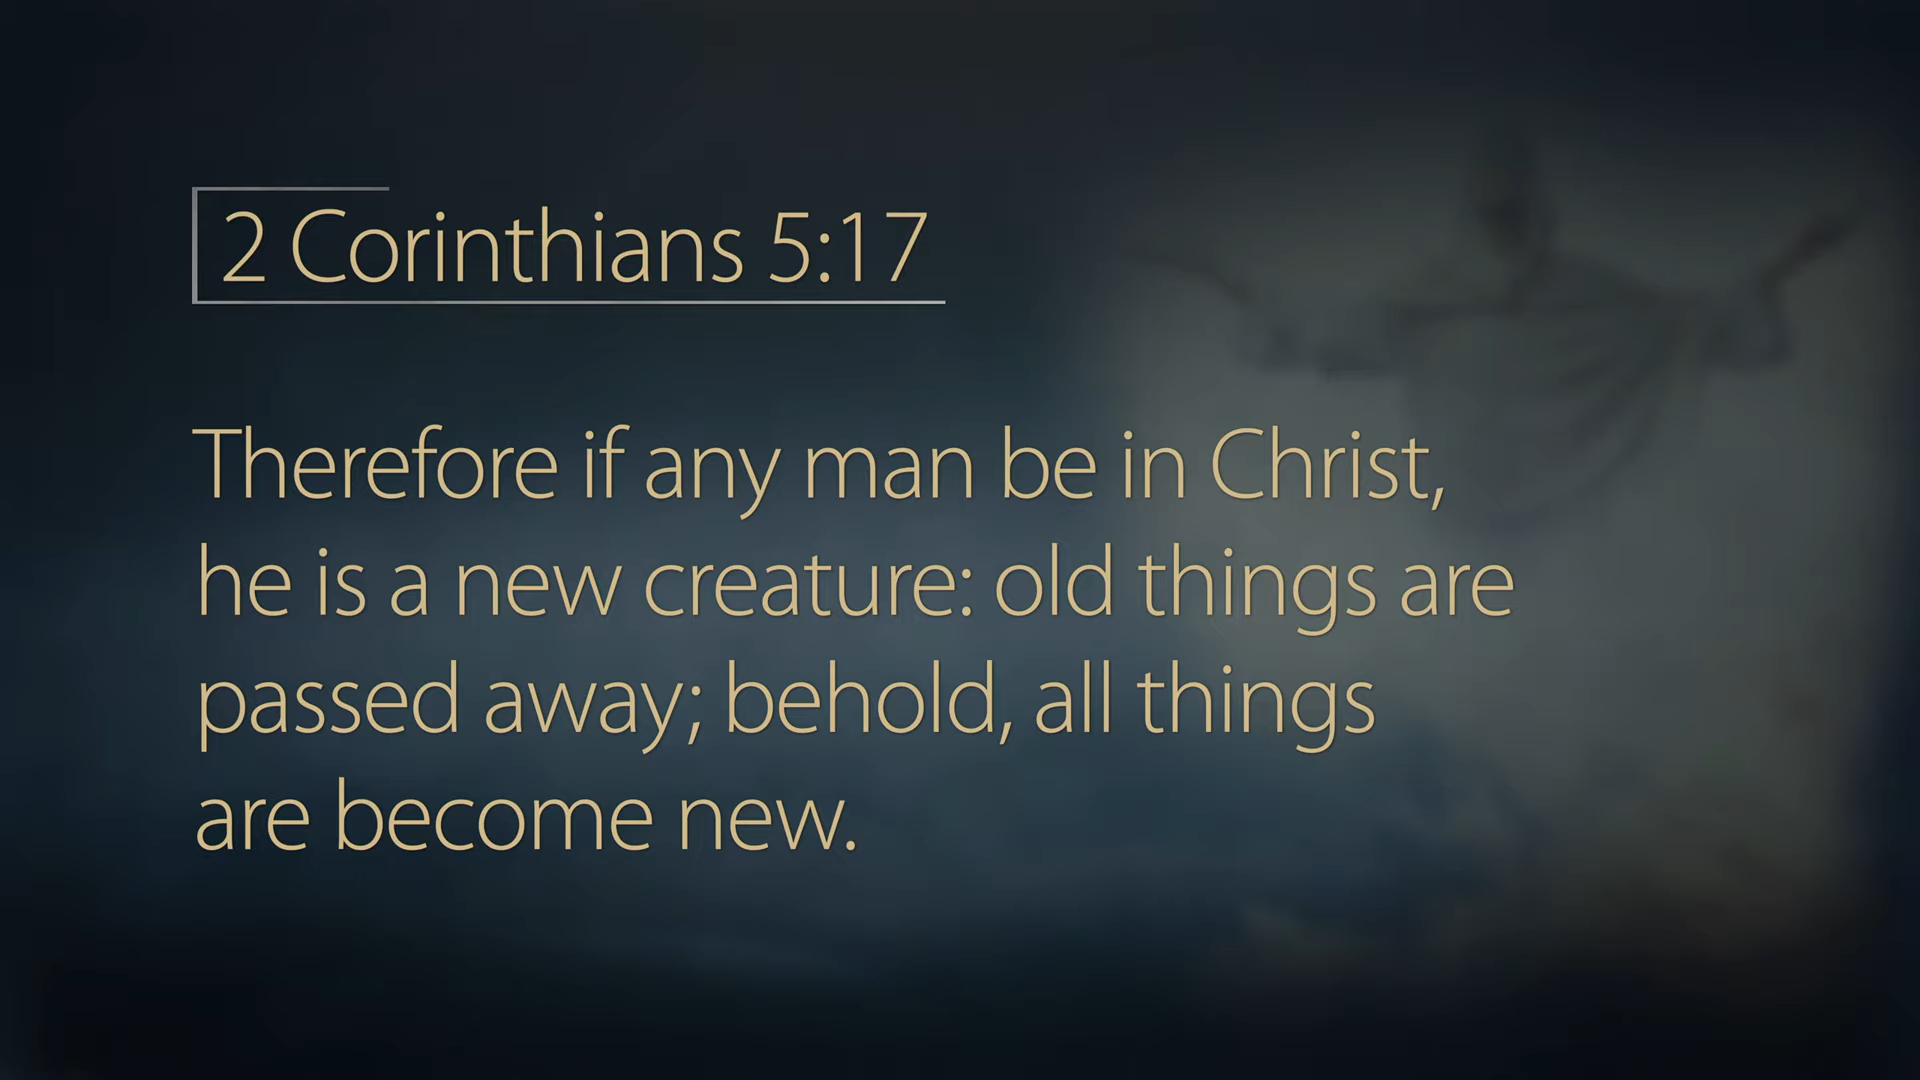 2 Corinthians 5:17
Therefore if any man be in Christ,
he is a new creature: old things are
passed away; behold, all things
are become new.